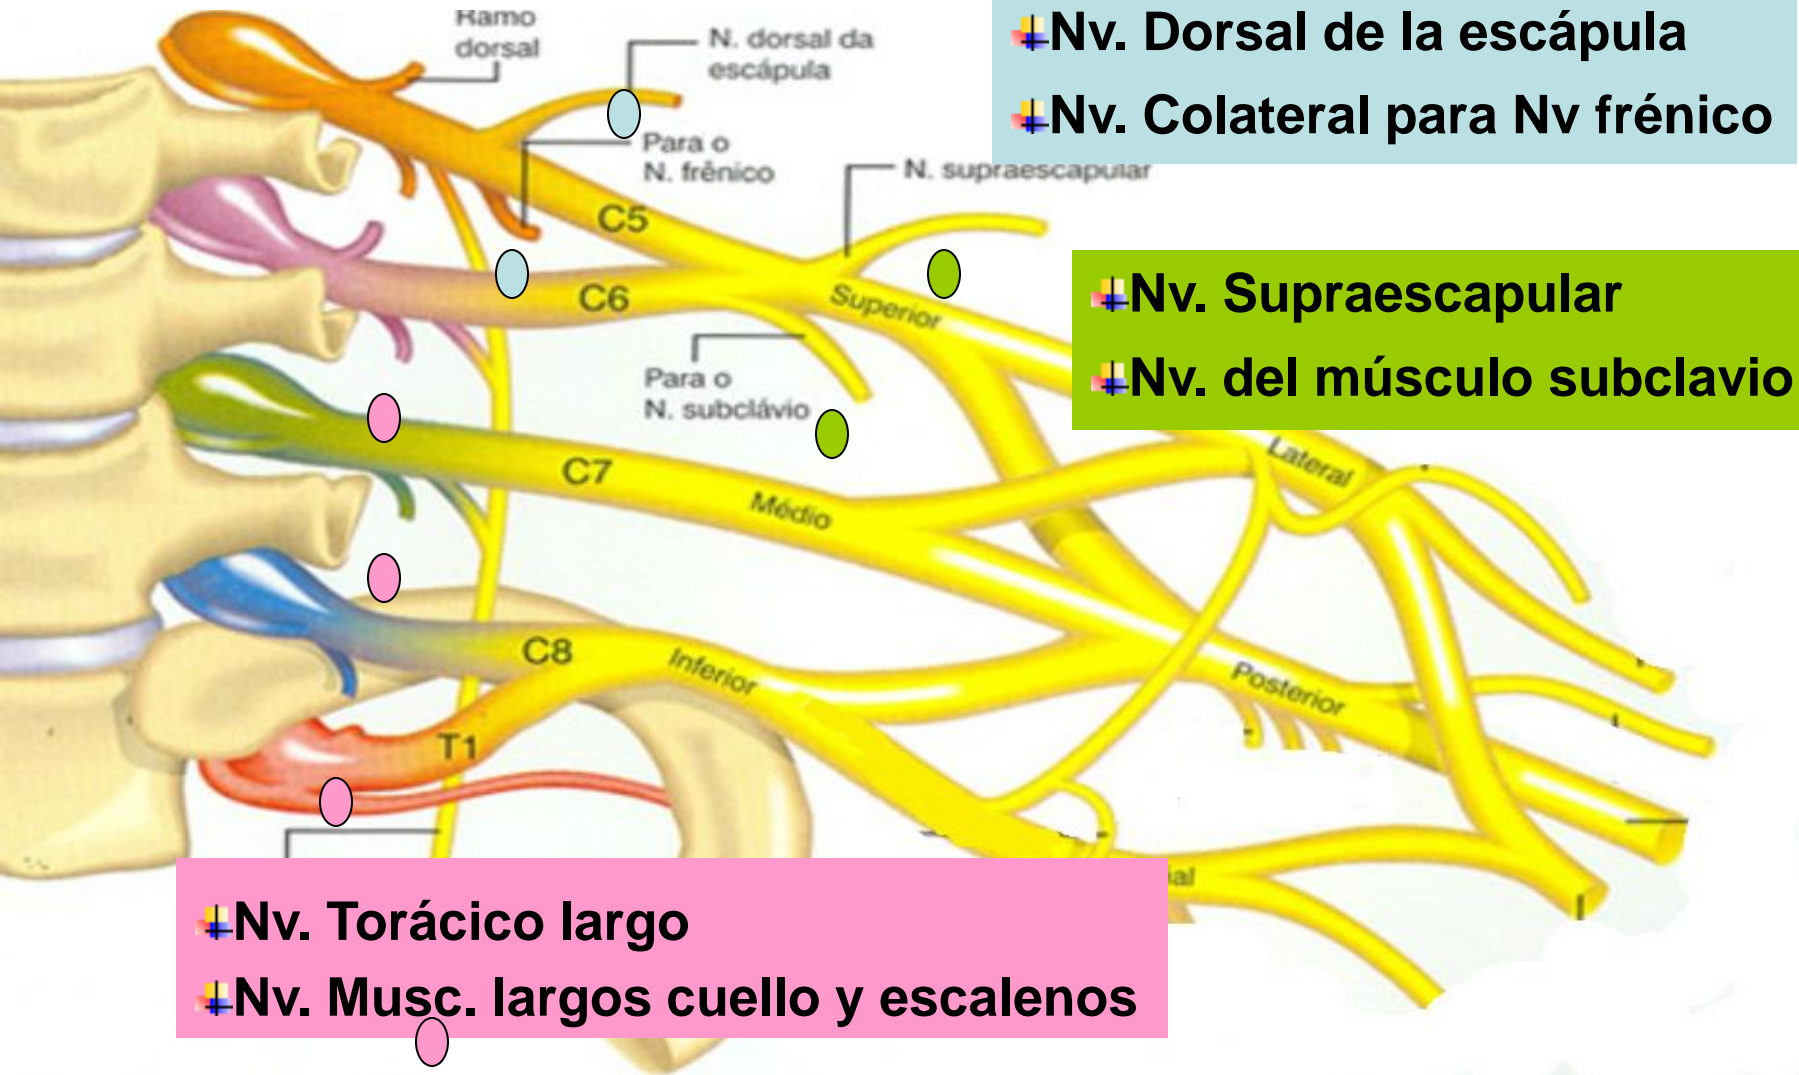 Ramo
dorsal
N. dorsal da
escápula
Nv. Dorsal de la escápula
Nv. Colateral para Nv frénico
Para o
N. frênico
N. supraescapular
C5
C6
Superior
Nv. Supraescapular
Nv. del músculo subclavio
Para o
N. subclávio
C7
Médio
Lateral
C8
Inferior
Posterior
T1
ial
Nv. Torácico largo
Nv. Musc. largos cuello y escalenos